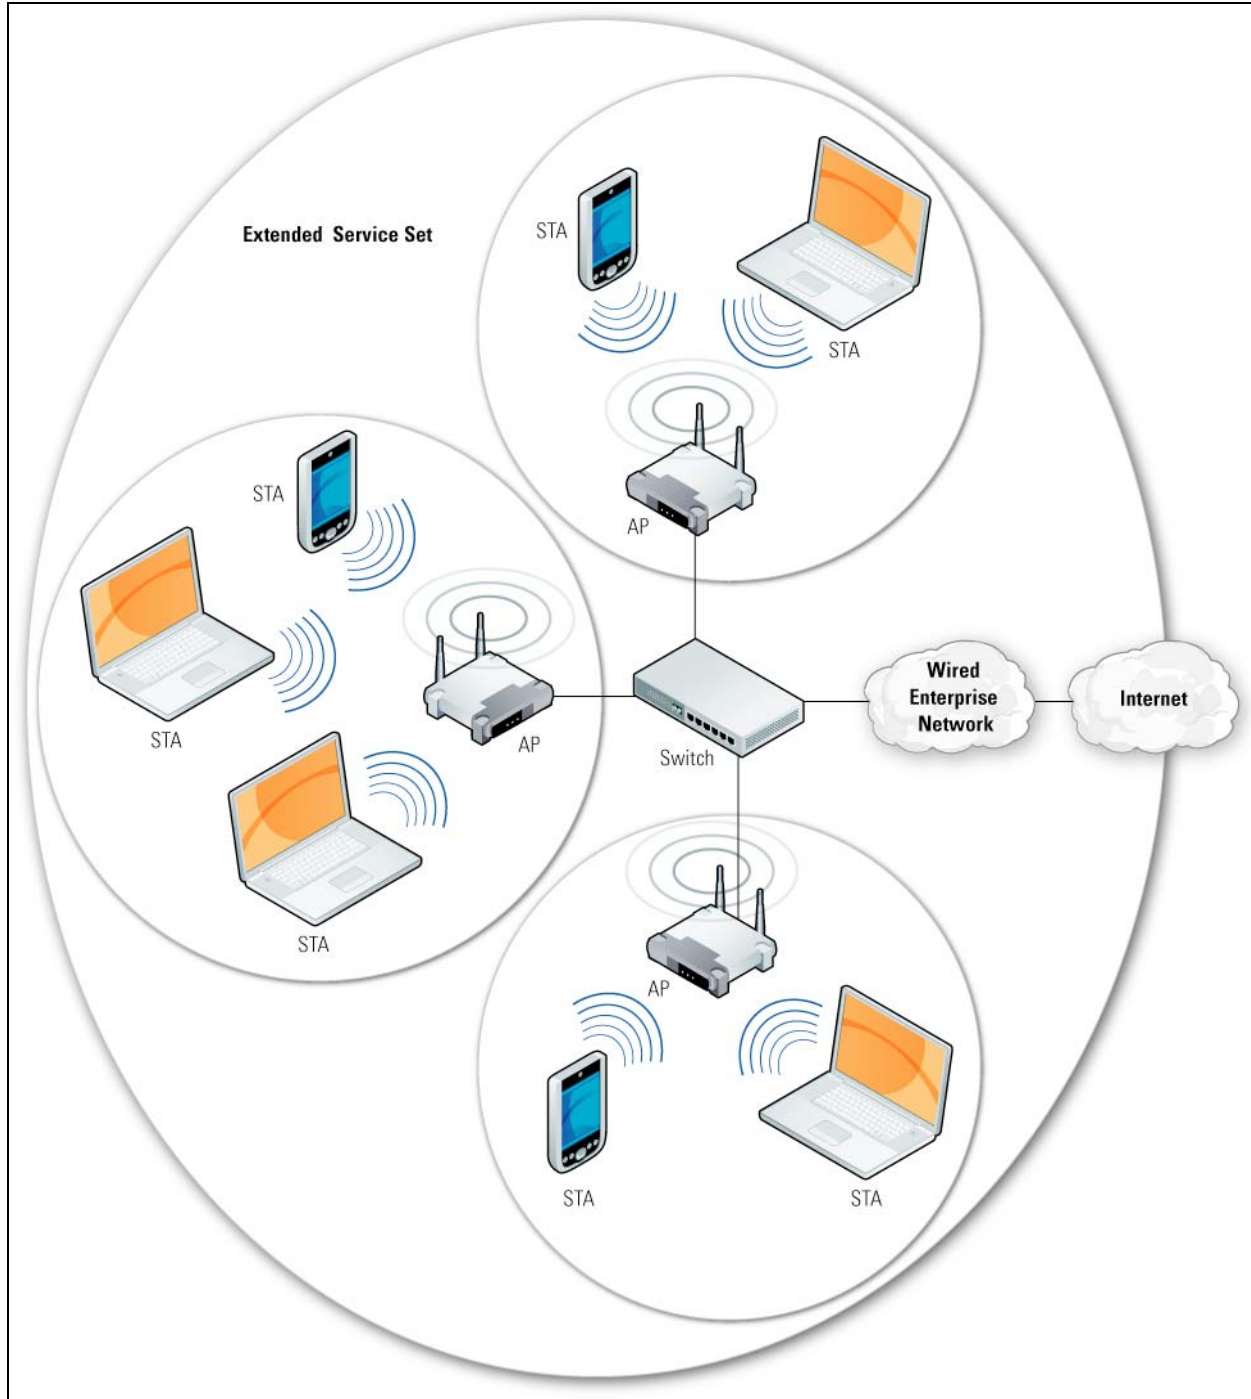 STA
Extended Service Set
STA
AP
STA
STA
AP
Switch
Wired
Enterprise
Network
Internet
STA
AP
STA
STA